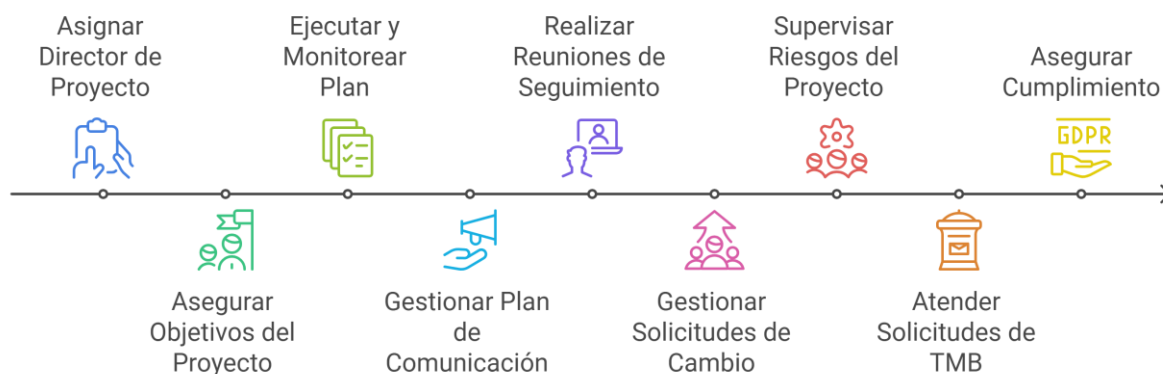 Asignar
Director de
Proyecto
Ejecutar y
Monitorear
Plan
Realizar
Reuniones de
Seguimiento
Supervisar
Riesgos del
Proyecto
Asegurar
Cumplimiento
GDPR
Asegurar
Objetivos del
Proyecto
Gestionar Plan
de
Comunicación
Gestionar
Solicitudes de
Cambio
Atender
Solicitudes de
TMB